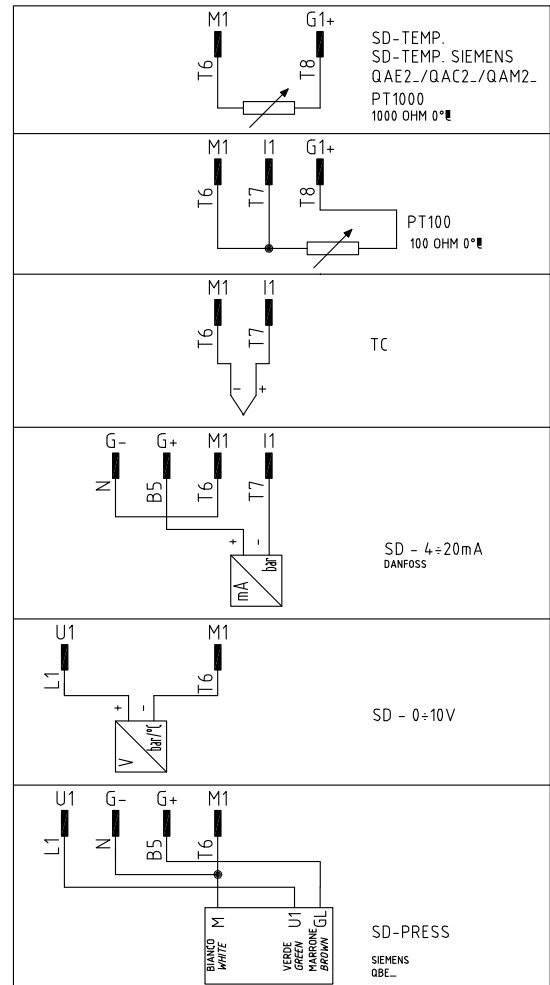 M1 G1+
T6 T8
SD-TEMP.
SD-TEMP. SIEMENS
QAE2_/QAC2_/QAM2_
PT1000
1000 OHM 0°
M1 I1 G1+
T6 T7 T8
PT100
100 OHM 0°
M1 I1
T6 T7
TC
- +
G- G+ M1 I1
N B5 T6 T7
+ -
mA bar
SD - 4÷20mA
DANFOSS
U1 M1
L1 T6
+ -
V bar/°C
SD - 0÷10V
U1 G- G+ M1
L1 N B5 T6
M U1 GL
BIANCO
WHITE
VERDE
GREEN
MARRONE
BROWN
SD-PRESS
SIEMENS
QBE_